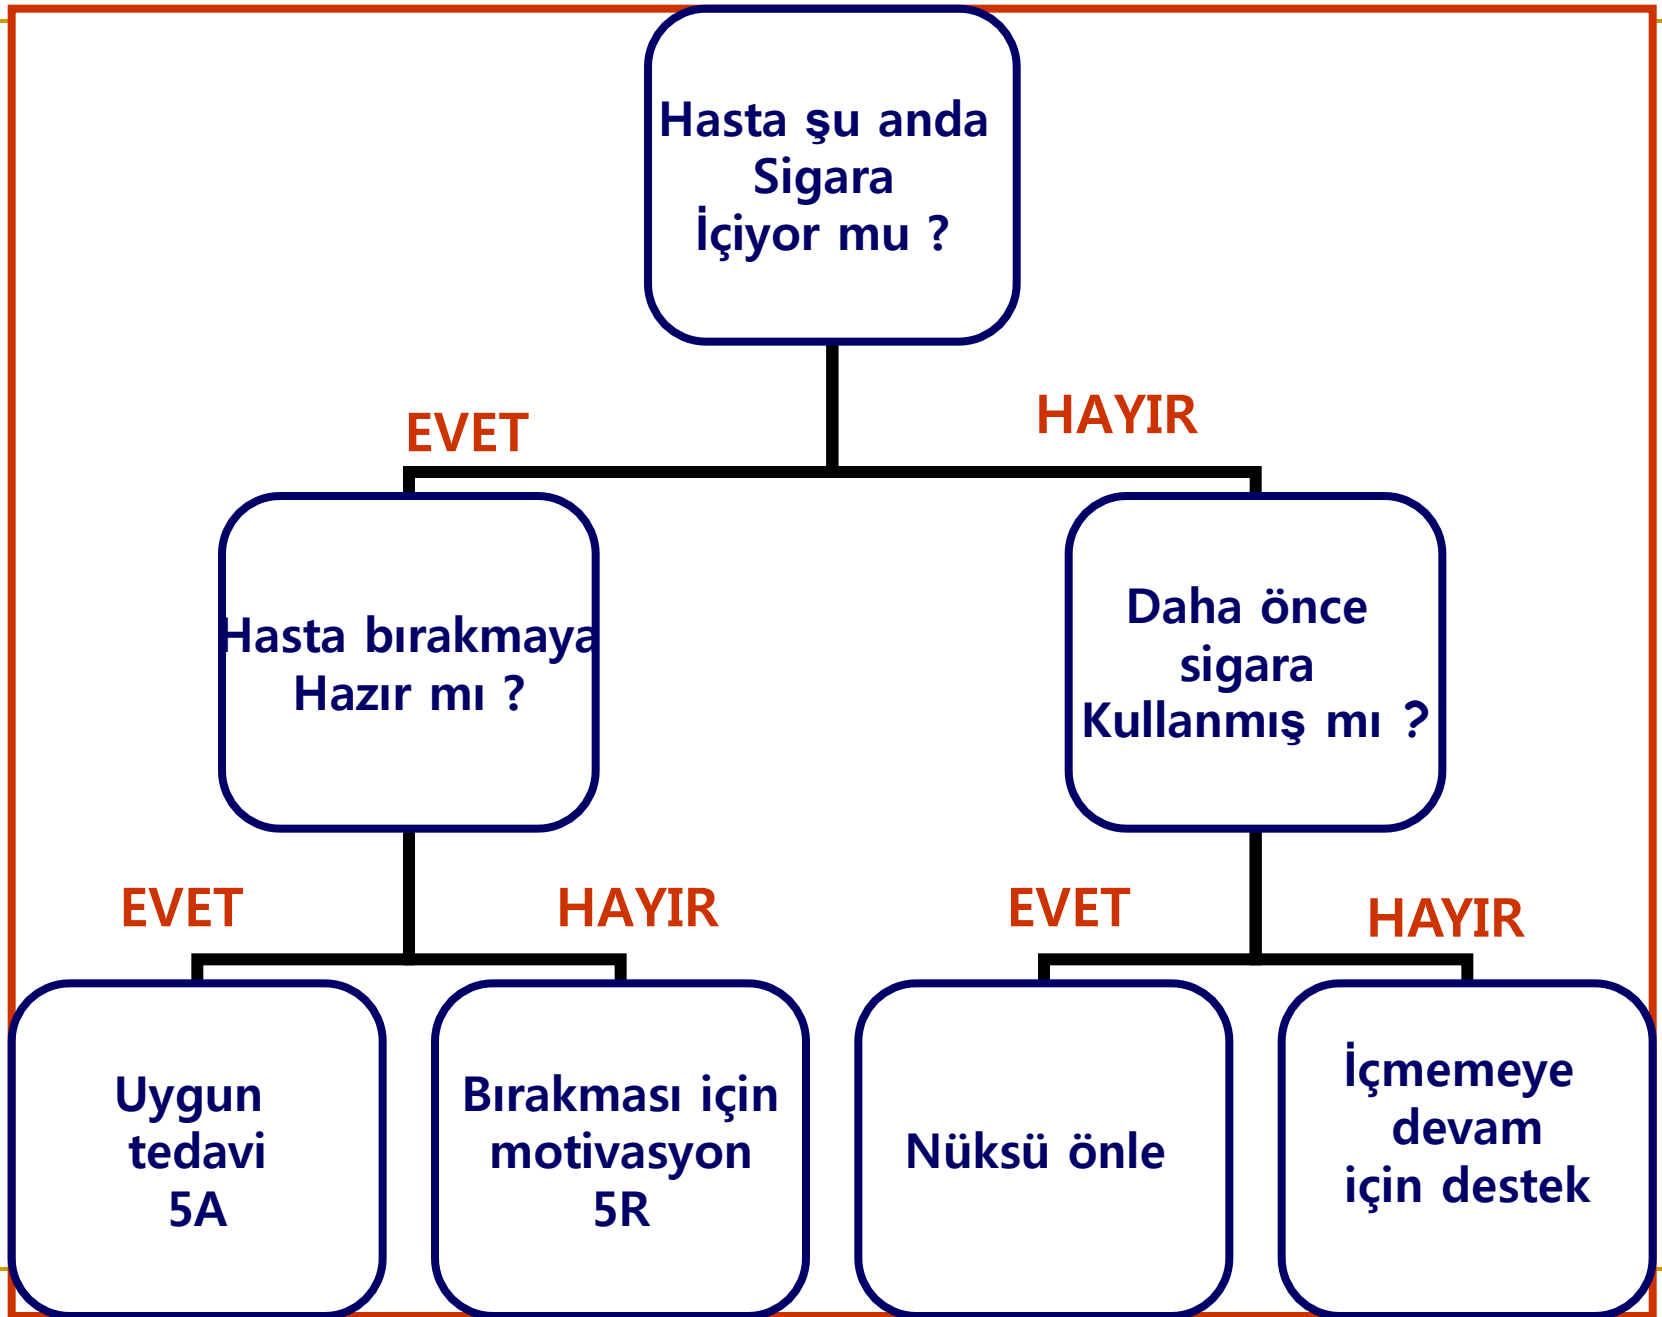 Hasta şu anda
Sigara
İçiyor mu ?
EVET
HAYIR
Hasta bırakmaya
Hazır mı ?
Daha önce
sigara
Kullanmış mı ?
EVET
HAYIR
EVET
HAYIR
Uygun
tedavi
5A
Bırakması için
motivasyon
5R
Nüksü önle
İçmemeye
devam
için destek